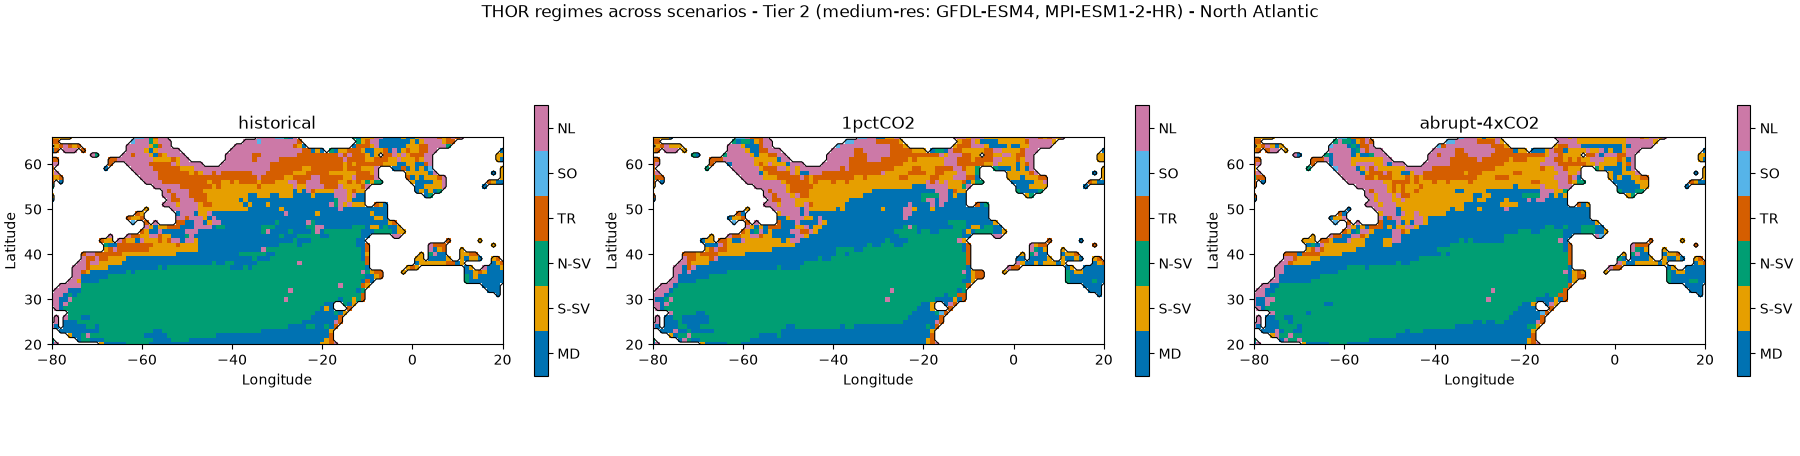 THOR regimes across scenarios - Tier 2 (medium-res: GFDL-ESM4, MPI-ESM1-2-HR) - North Atlantic
historical
Latitude
60
50
40
30
20
−80
−60
−40
−20
0
20
Longitude
NL
SO
TR
N-SV
S-SV
MD
1pctCO2
Latitude
60
50
40
30
20
−80
−60
−40
−20
0
20
Longitude
NL
SO
TR
N-SV
S-SV
MD
abrupt-4xCO2
Latitude
60
50
40
30
20
−80
−60
−40
−20
0
20
Longitude
NL
SO
TR
N-SV
S-SV
MD